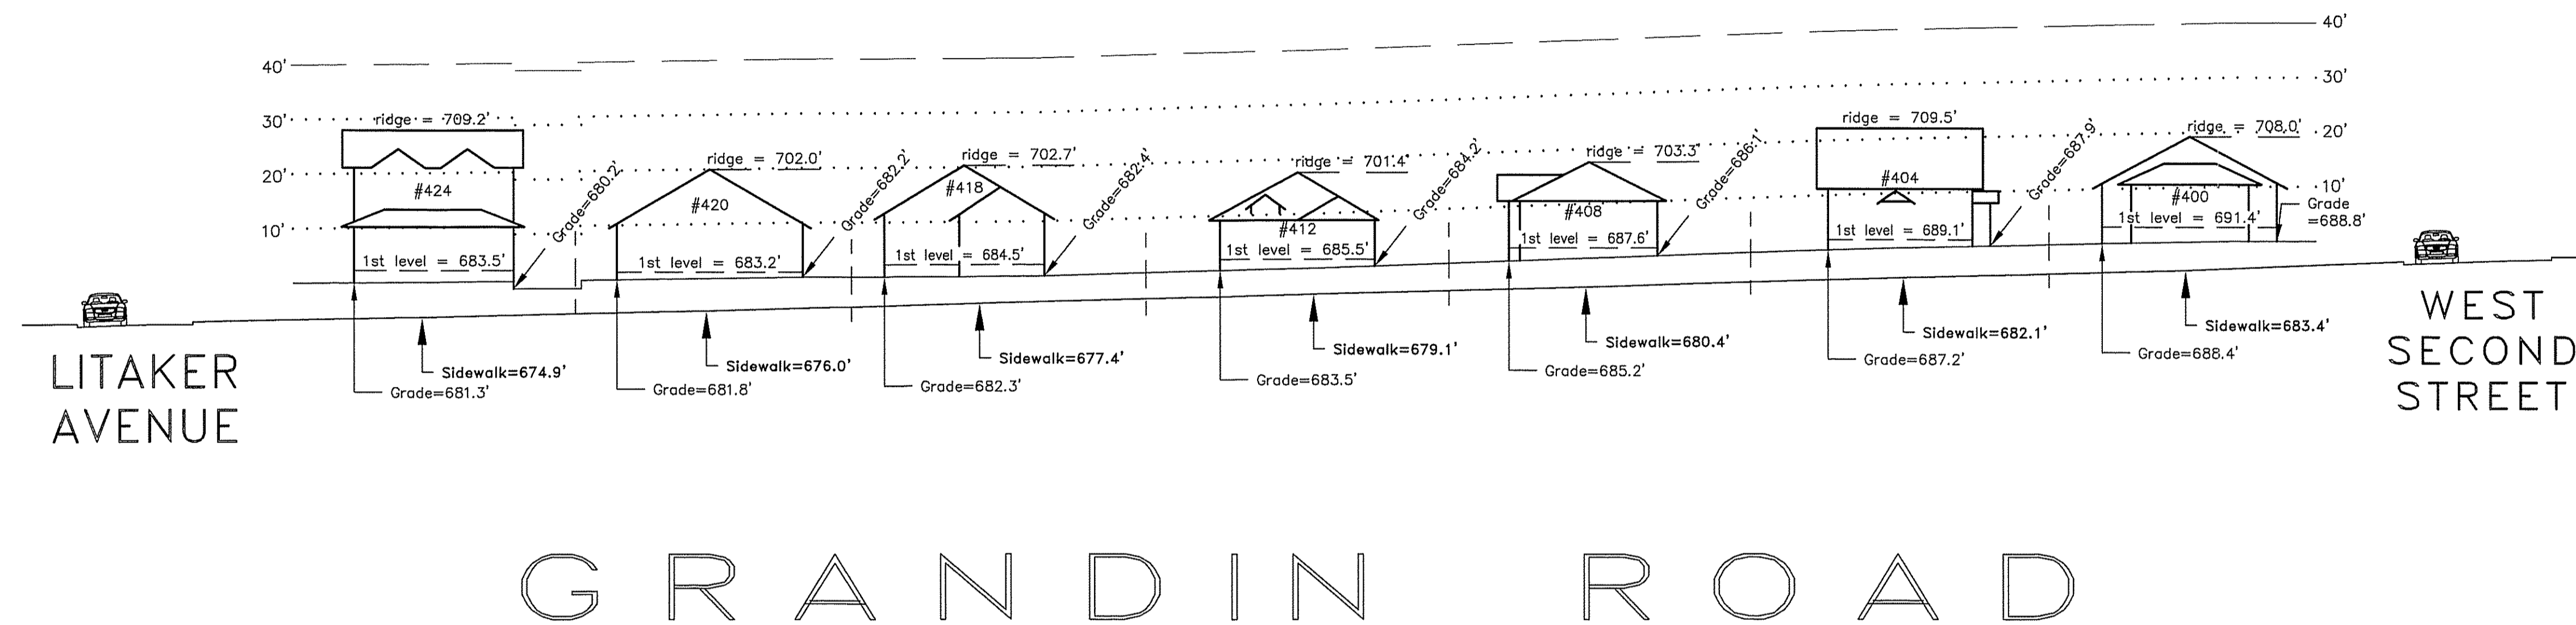 40'
40'
30'
30'
20'
20'
10'
10'
ridge = 709.2'
#424
1st level = 683.5'
Grade=680.2'
ridge = 702.0'
#420
1st level = 683.2'
Grade=682.2'
ridge = 702.7'
#418
1st level = 684.5'
Grade=682.4'
ridge = 701.4'
#412
1st level = 685.5'
Grade=684.2'
ridge = 703.3'
#408
1st level = 687.6'
Grade=686.1'
ridge = 709.5'
#404
1st level = 689.1'
Grade=687.9'
ridge = 708.0'
#400
1st level = 691.4'
Grade
=688.8'
Sidewalk=674.9'
Grade=681.3'
Sidewalk=676.0'
Grade=681.8'
Sidewalk=677.4'
Grade=682.3'
Sidewalk=679.1'
Grade=683.5'
Sidewalk=680.4'
Grade=685.2'
Sidewalk=682.1'
Grade=687.2'
Sidewalk=683.4'
Grade=688.4'
LITAKER
AVENUE
WEST
SECOND
STREET
GRANDIN ROAD